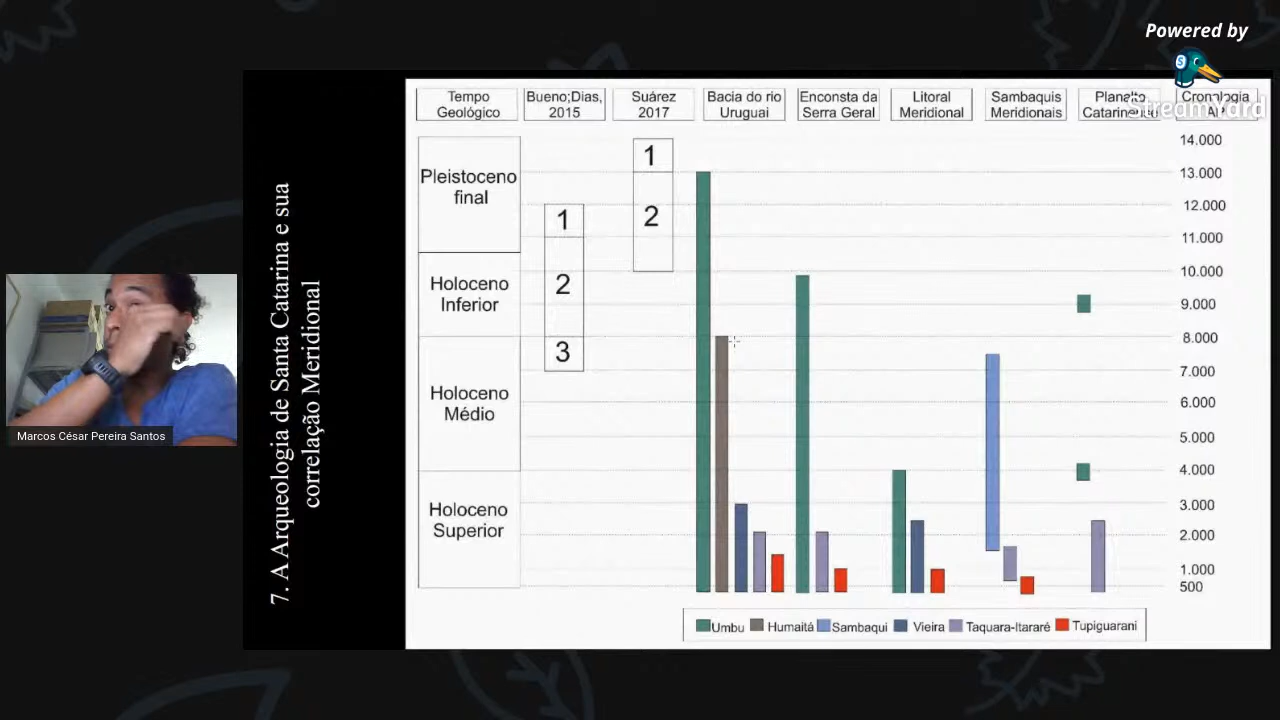 Powered by
StreamYard
7. A Arqueologia de Santa Catarina e sua
correlação Meridional
Tempo
Geológico
Bueno;Dias,
2015
Suárez
2017
Bacia do rio
Uruguai
Enconsta da
Serra Geral
Litoral
Meridional
Sambaquis
Meridionais
Planalto
Catarinense
Cronologia
AP
Pleistoceno
final
Holoceno
Inferior
Holoceno
Médio
Holoceno
Superior
1
2
3
1
2
14.000
13.000
12.000
11.000
10.000
9.000
8.000
7.000
6.000
5.000
4.000
3.000
2.000
1.000
500
Umbu Humaitá Sambaqui Vieira Taquara-Itararé Tupiguarani
Marcos César Pereira Santos